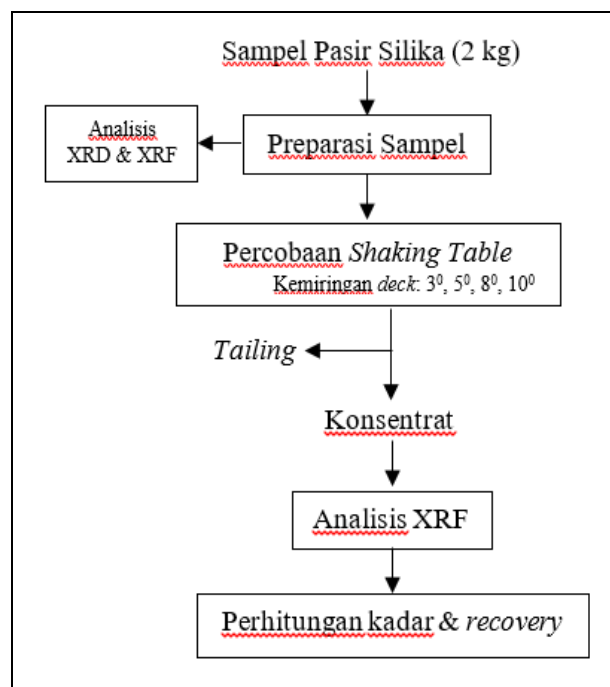 Sampel Pasir Silika (2 kg)
Analisis
XRD & XRF
Preparasi Sampel
Percobaan Shaking Table
Kemiringan deck: 3⁰, 5⁰, 8⁰, 10⁰
Tailing
Konsentrat
Analisis XRF
Perhitungan kadar & recovery